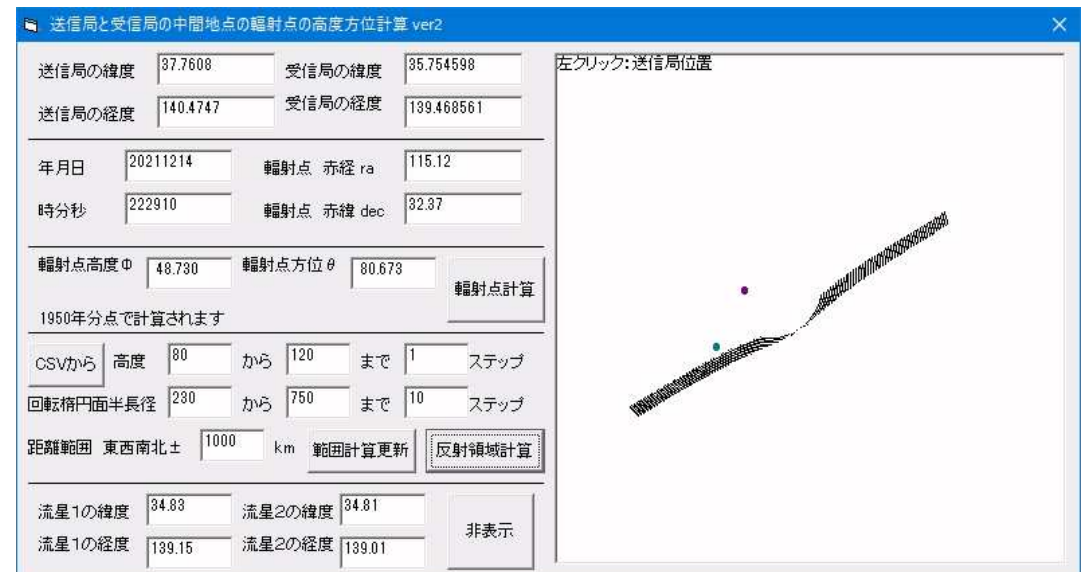 送信局と受信局の中間地点の輻射点の高度方位計算 ver2
送信局の緯度 37.7608 受信局の緯度 35.754598
送信局の経度 140.4747 受信局の経度 139.468561
年月日 20211214 輻射点 赤経 ra 115.12
時分秒 222910 輻射点 赤緯 dec 32.37
輻射点高度Φ 48.730 輻射点方位θ 80.673 輻射点計算
1950年分点で計算されます
CSVから 高度 80 から 120 まで 1 ステップ
回転楕円面半長径 230 から 750 まで 10 ステップ
距離範囲 東西南北± 1000 km 範囲計算更新 反射領域計算
流星1の緯度 34.83 流星2の緯度 34.81 非表示
流星1の経度 139.15 流星2の経度 139.01
左クリック:送信局位置